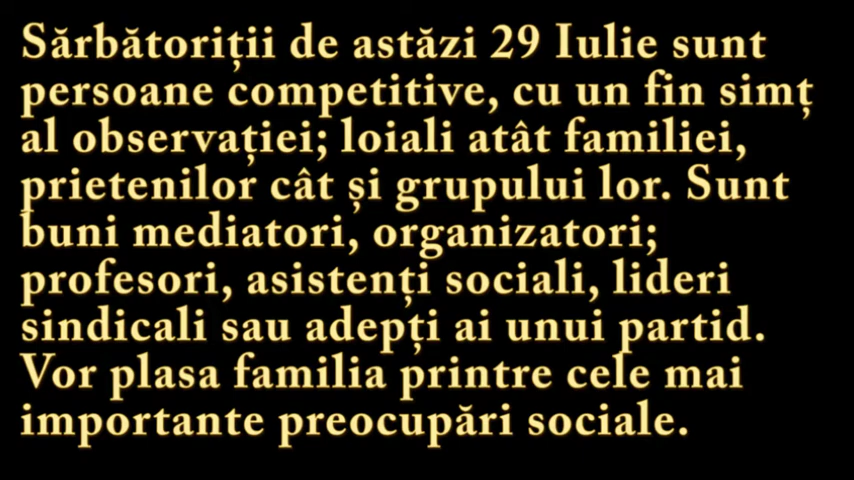 Sărbătoriții de astăzi 29 Iulie sunt
persoane competitive, cu un fin simț
al observației; loiali atât familiei,
prietenilor cât și grupului lor. Sunt
buni mediatori, organizatori;
profesori, asistenți sociali, lideri
sindicali sau adepți ai unui partid.
Vor plasa familia printre cele mai
importante preocupări sociale.